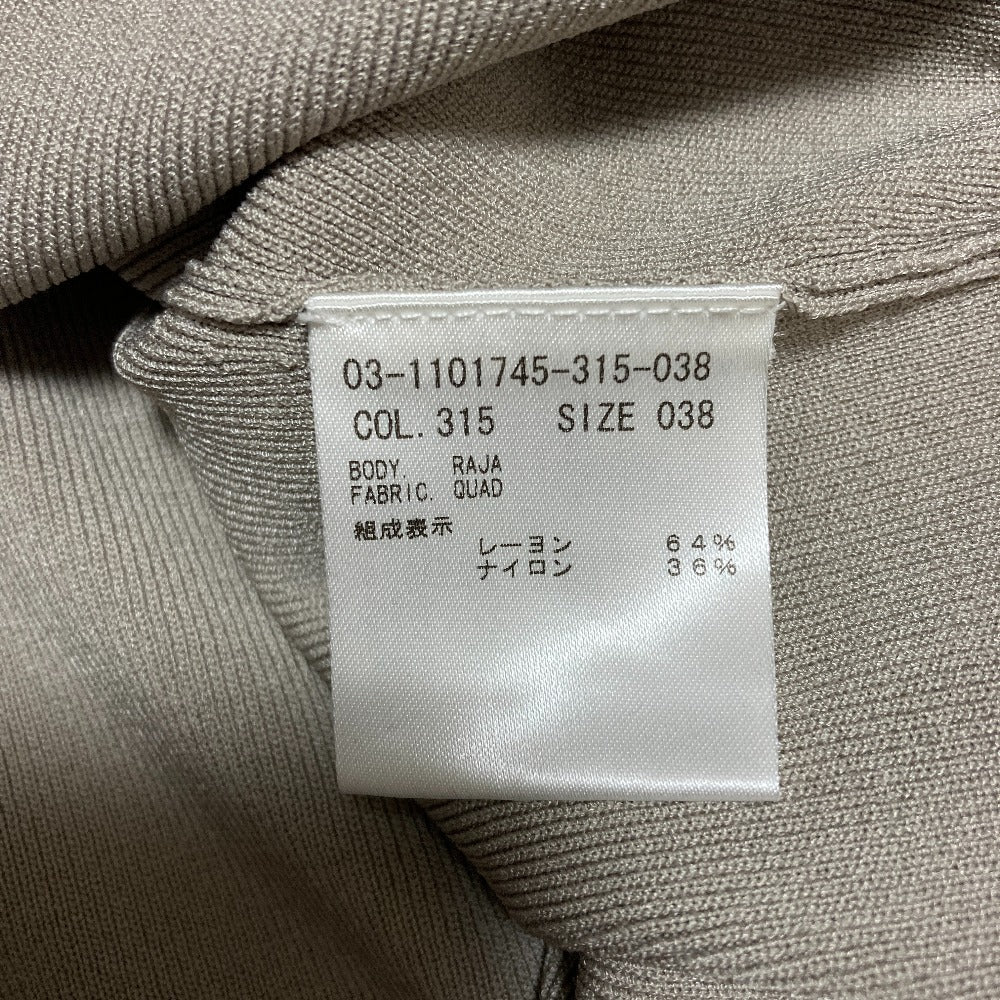 03-1101745-315-038
COL. 315 SIZE 038
BODY. RAJA
FABRIC. QUAD
組成表示
レーヨン 64%
ナイロン 36%